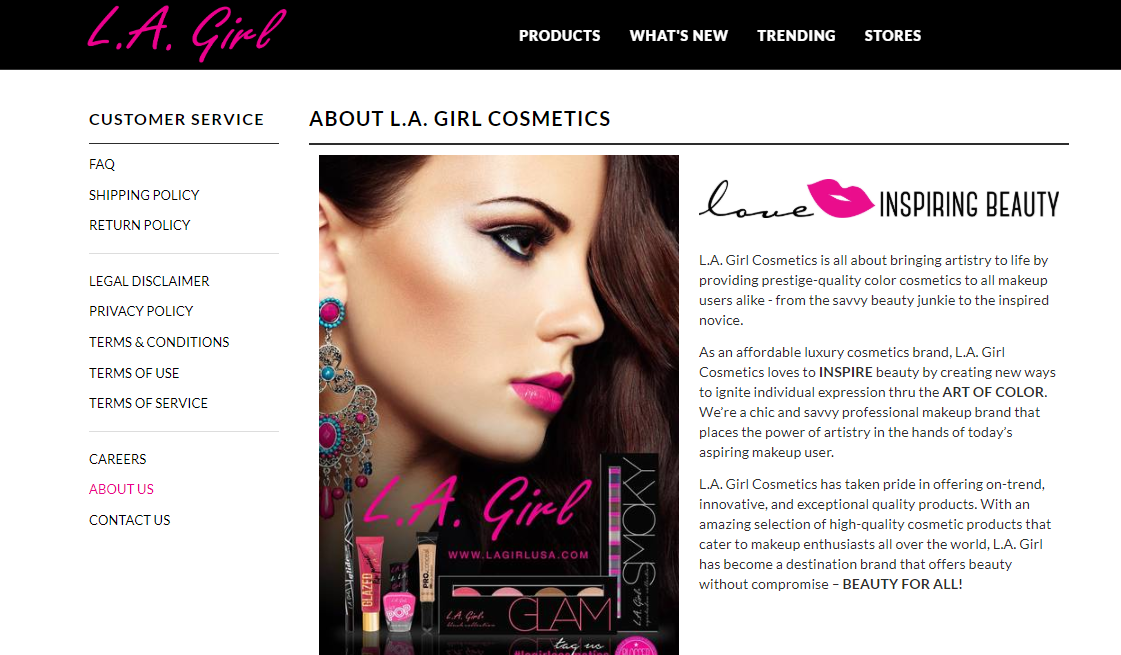 L.A. Girl
PRODUCTS WHAT'S NEW TRENDING STORES
CUSTOMER SERVICE
FAQ
SHIPPING POLICY
RETURN POLICY
LEGAL DISCLAIMER
PRIVACY POLICY
TERMS & CONDITIONS
TERMS OF USE
TERMS OF SERVICE
CAREERS
ABOUT US
CONTACT US
ABOUT L.A. GIRL COSMETICS
L.A. Girl
WWW.LAGIRLUSA.COM
SMOKY
GLAZED
PRO
L.A. Girl
blush collection
GLAM
tag us
love INSPIRING BEAUTY
L.A. Girl Cosmetics is all about bringing artistry to life by
providing prestige-quality color cosmetics to all makeup
users alike - from the savvy beauty junkie to the inspired
novice.
As an affordable luxury cosmetics brand, L.A. Girl
Cosmetics loves to INSPIRE beauty by creating new ways
to ignite individual expression thru the ART OF COLOR.
We’re a chic and savvy professional makeup brand that
places the power of artistry in the hands of today’s
aspiring makeup user.
L.A. Girl Cosmetics has taken pride in offering on-trend,
innovative, and exceptional quality products. With an
amazing selection of high-quality cosmetic products that
cater to makeup enthusiasts all over the world, L.A. Girl
has become a destination brand that offers beauty
without compromise – BEAUTY FOR ALL!